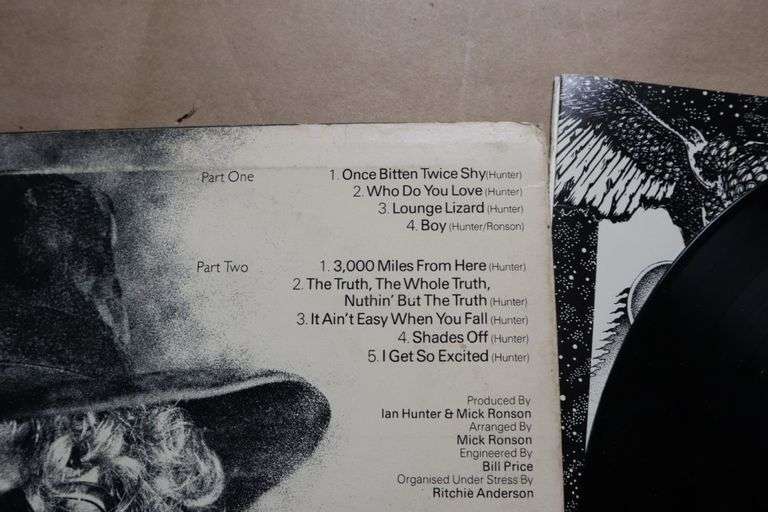 Part One
1. Once Bitten Twice Shy (Hunter)
2. Who Do You Love (Hunter)
3. Lounge Lizard (Hunter)
4. Boy (Hunter/Ronson)
Part Two
1. 3,000 Miles From Here (Hunter)
2. The Truth, The Whole Truth,
Nuthin' But The Truth (Hunter)
3. It Ain't Easy When You Fall (Hunter)
4. Shades Off (Hunter)
5. I Get So Excited (Hunter)
Produced By
Ian Hunter & Mick Ronson
Arranged By
Mick Ronson
Engineered By
Bill Price
Organised Under Stress By
Ritchie Anderson